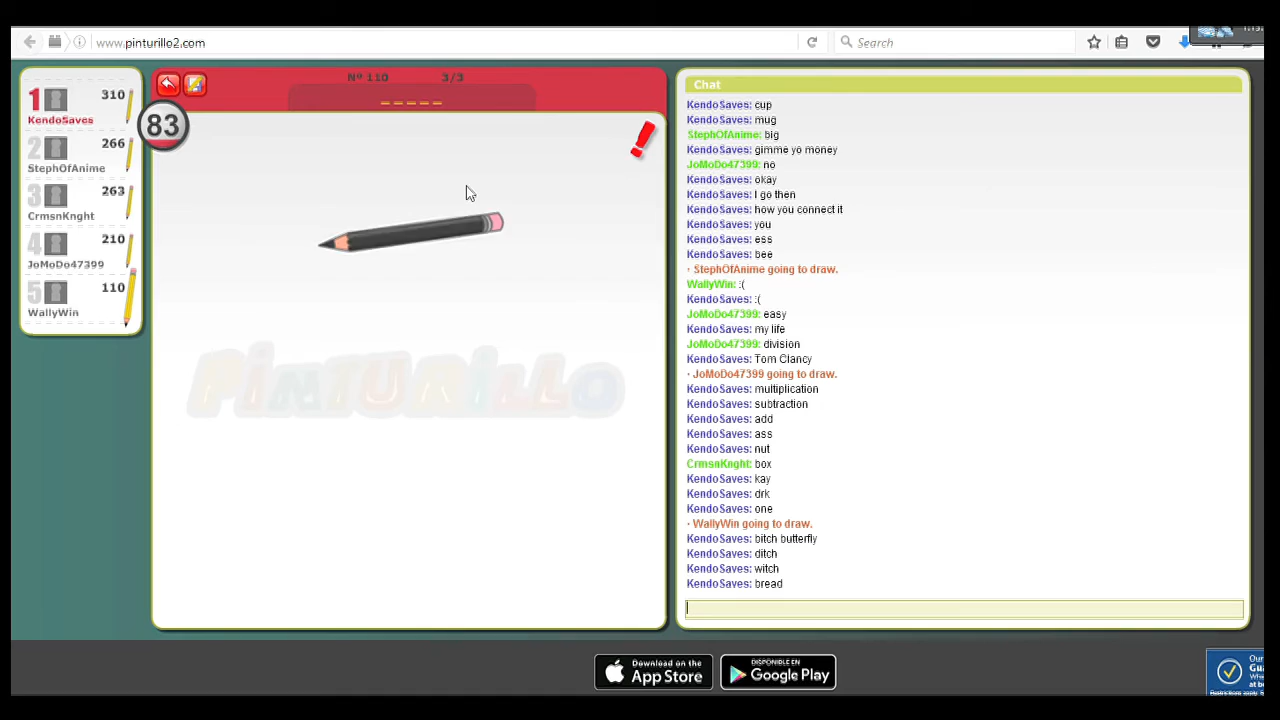 www.pinturillo2.com
Search
1 310
KendoSaves
2 266
StephOfAnime
3 263
CrmsnKnght
4 210
JoMoDo47399
5 110
WallyWin
83
Nº 110 3/3
_ _ _ _ _
PINTURILLO
Chat
KendoSaves: cup
KendoSaves: mug
StephOfAnime: big
KendoSaves: gimme yo money
JoMoDo47399: no
KendoSaves: okay
KendoSaves: I go then
KendoSaves: how you connect it
KendoSaves: you
KendoSaves: ess
KendoSaves: bee
· StephOfAnime going to draw.
WallyWin: :(
KendoSaves: :(
JoMoDo47399: easy
KendoSaves: my life
JoMoDo47399: division
KendoSaves: Tom Clancy
· JoMoDo47399 going to draw.
KendoSaves: multiplication
KendoSaves: subtraction
KendoSaves: add
KendoSaves: ass
KendoSaves: nut
CrmsnKnght: box
KendoSaves: kay
KendoSaves: drk
KendoSaves: one
· WallyWin going to draw.
KendoSaves: bitch butterfly
KendoSaves: ditch
KendoSaves: witch
KendoSaves: bread
Download on the
App Store
DISPONIBLE EN
Google Play
Our
Gua